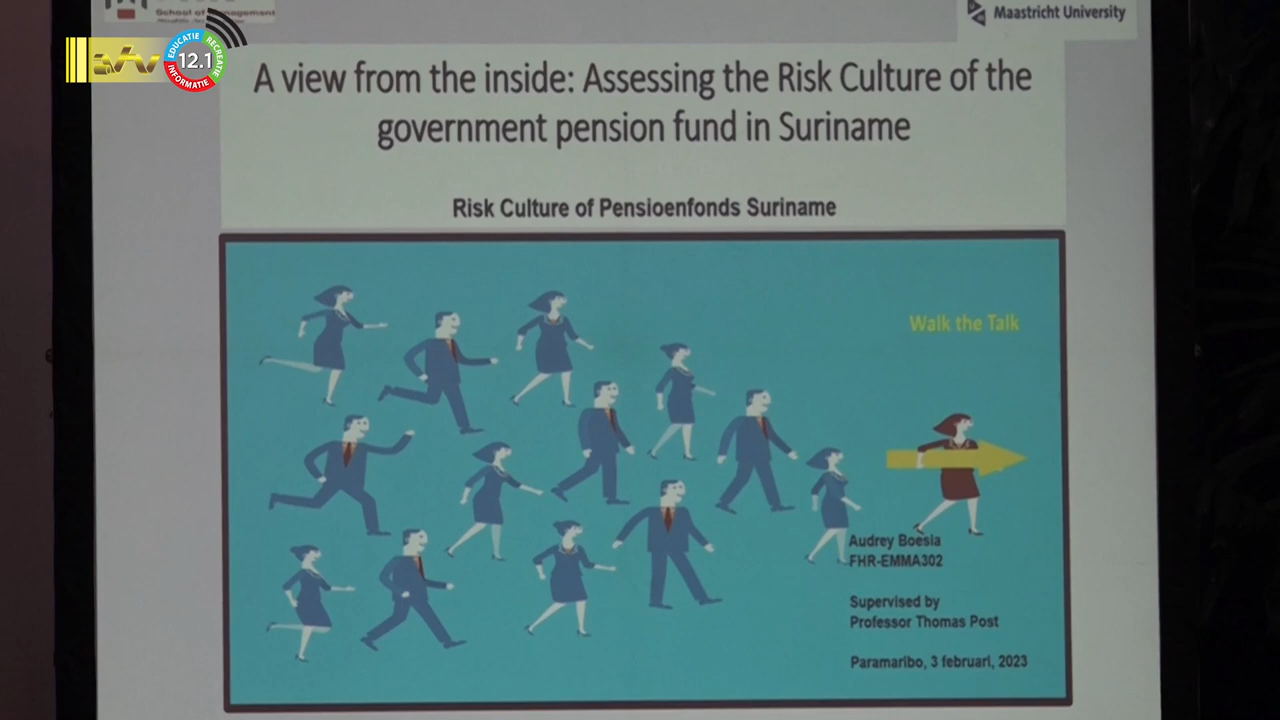 School of Management
Maastricht University
EDUCATIE
RECREATIE
INFORMATIE
12.1
A view from the inside: Assessing the Risk Culture of the
government pension fund in Suriname
Risk Culture of Pensioenfonds Suriname
Walk the Talk
Audrey Boesia
FHR-EMMA302
Supervised by
Professor Thomas Post
Paramaribo, 3 februari, 2023